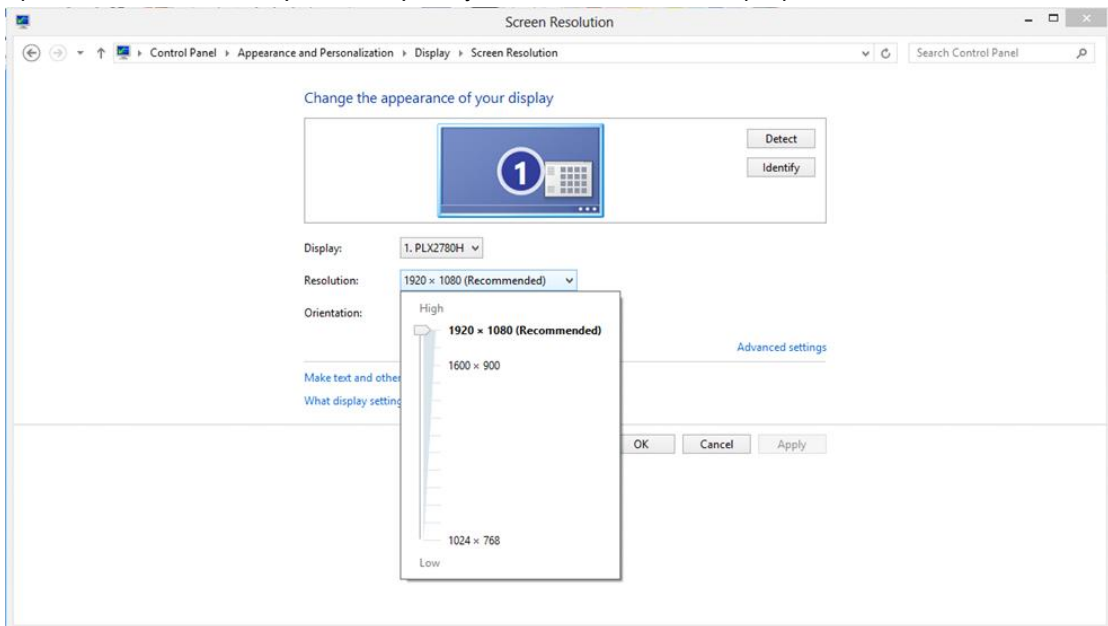 Screen Resolution
Control Panel Appearance and Personalization Display Screen Resolution
Search Control Panel
Change the appearance of your display
1
Detect
Identify
Display: 1. PLX2780H
Resolution: 1920 × 1080 (Recommended)
Orientation:
High
1920 × 1080 (Recommended)
1600 × 900
1024 × 768
Low
Advanced settings
Make text and other
What display setting
OK Cancel Apply